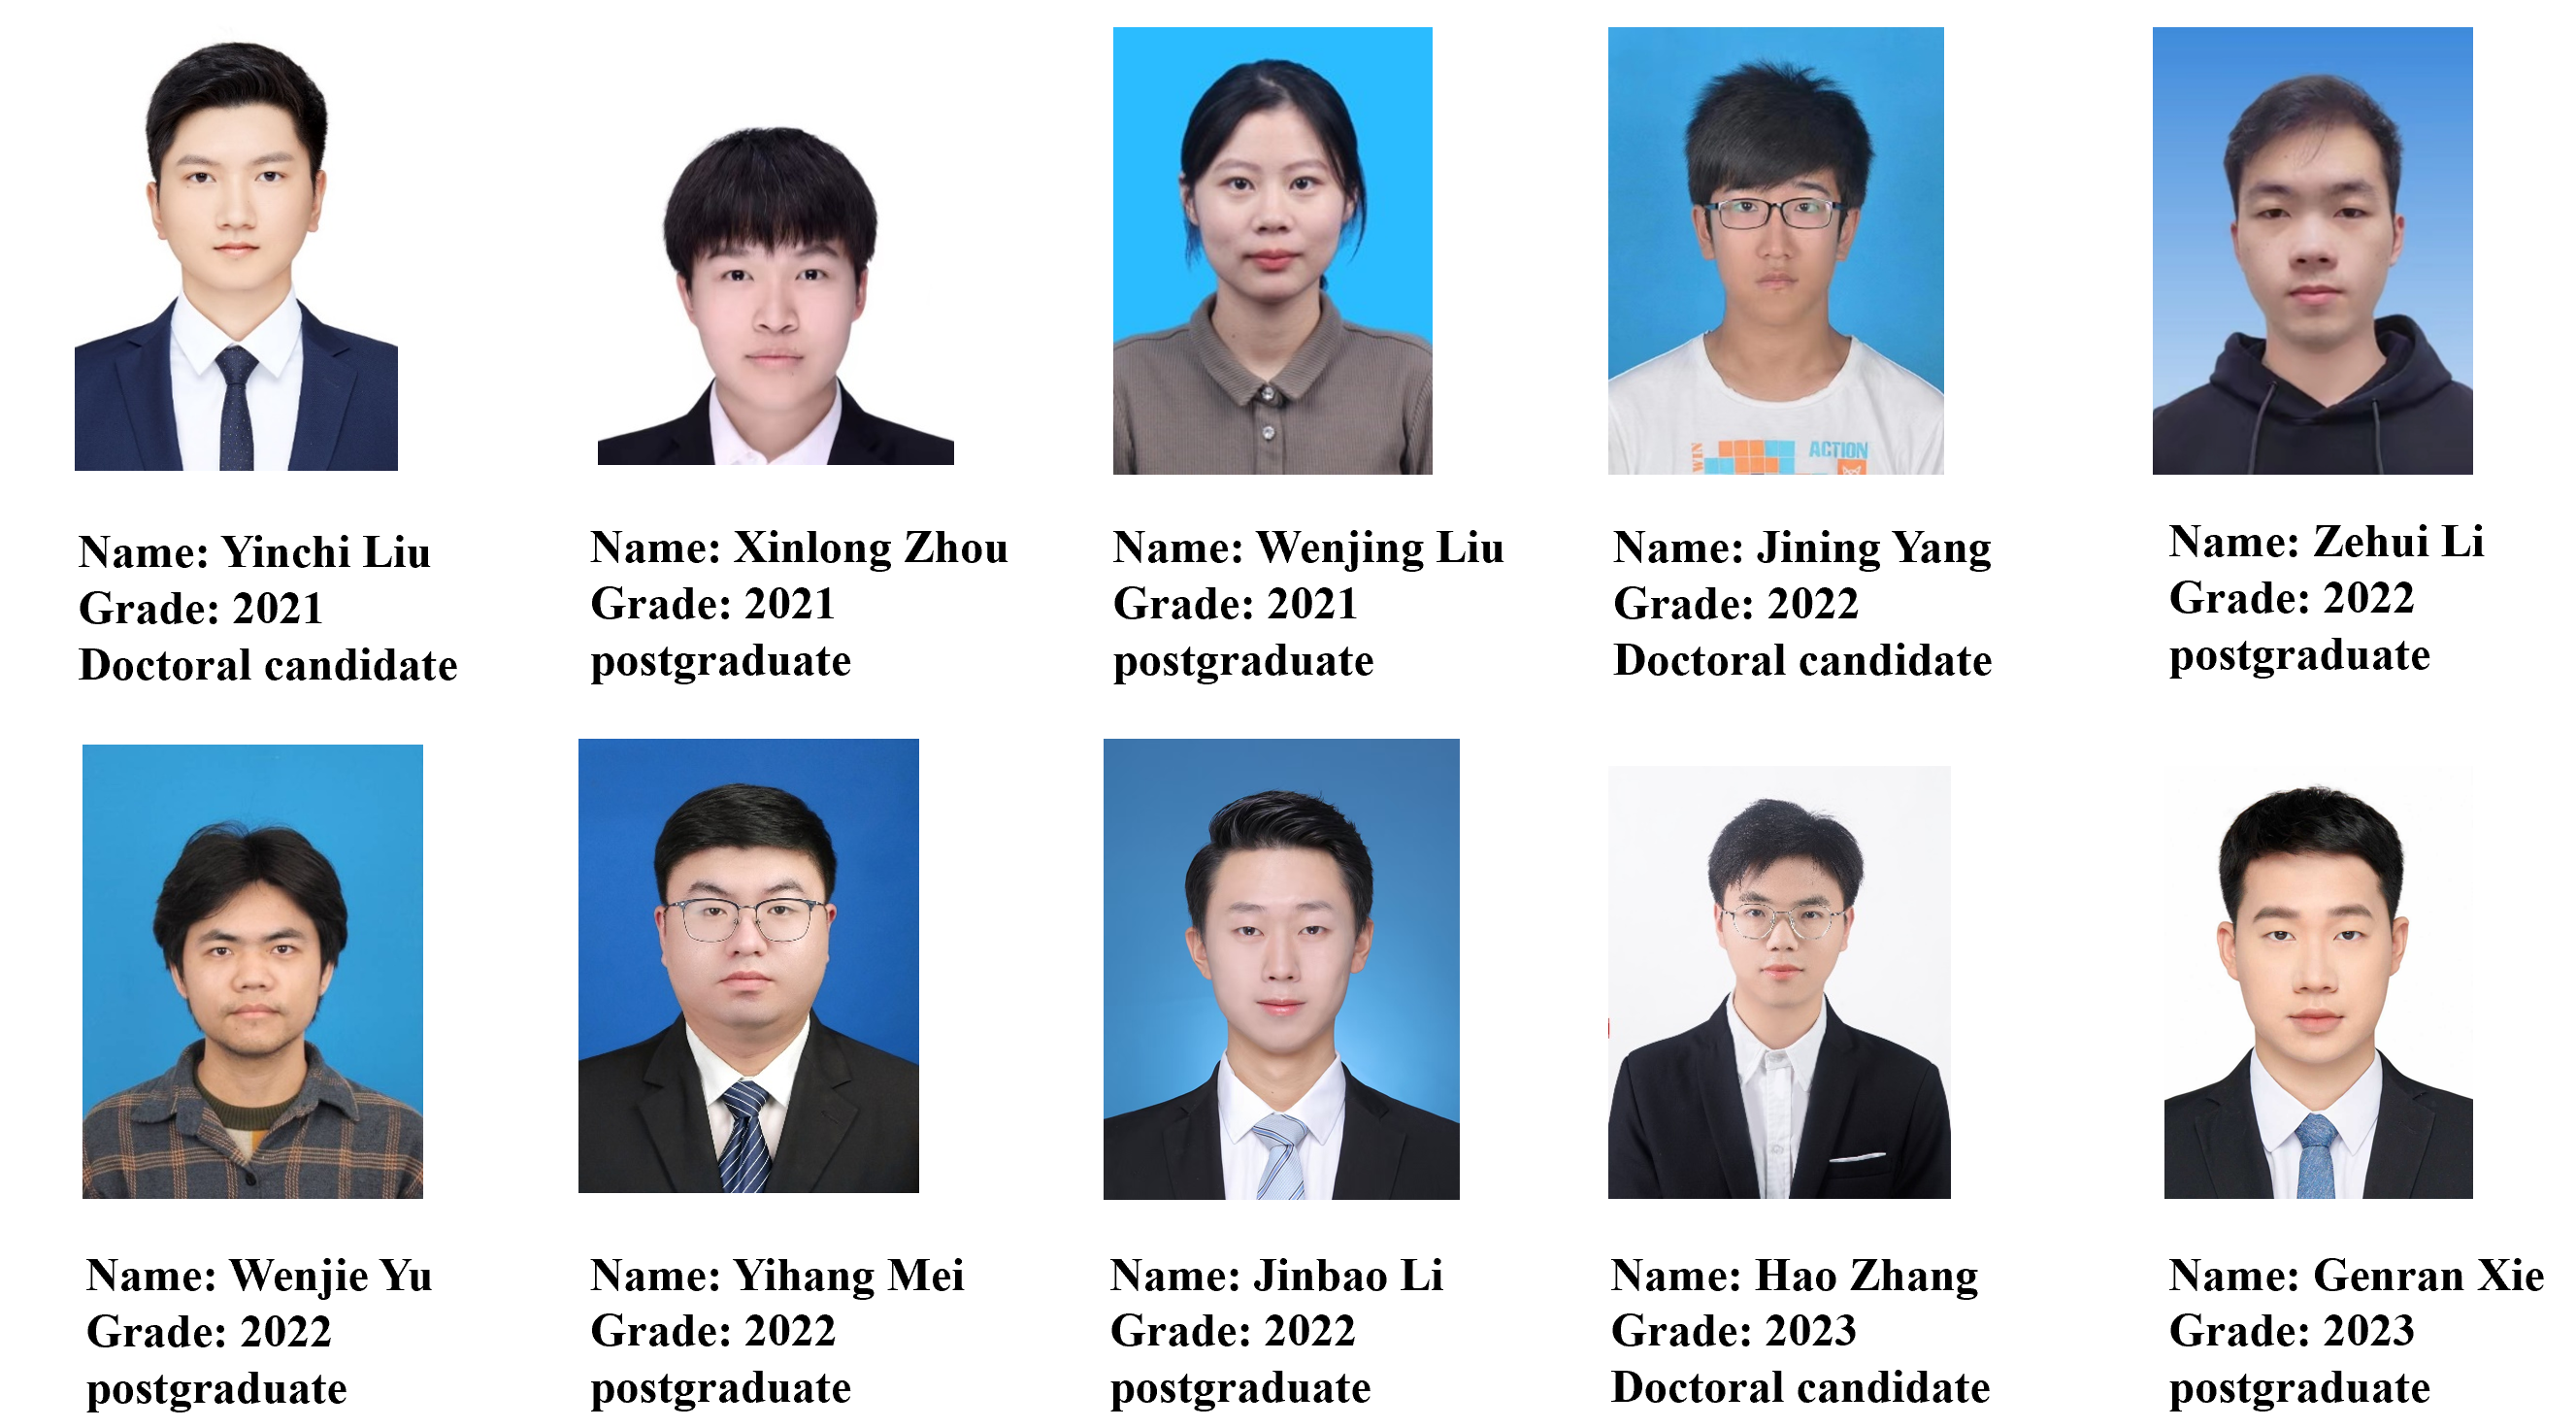 WIN
ACTION
Name: Yinchi Liu
Grade: 2021
Doctoral candidate
Name: Xinlong Zhou
Grade: 2021
postgraduate
Name: Wenjing Liu
Grade: 2021
postgraduate
Name: Jining Yang
Grade: 2022
Doctoral candidate
Name: Zehui Li
Grade: 2022
postgraduate
Name: Wenjie Yu
Grade: 2022
postgraduate
Name: Yihang Mei
Grade: 2022
postgraduate
Name: Jinbao Li
Grade: 2022
postgraduate
Name: Hao Zhang
Grade: 2023
Doctoral candidate
Name: Genran Xie
Grade: 2023
postgraduate